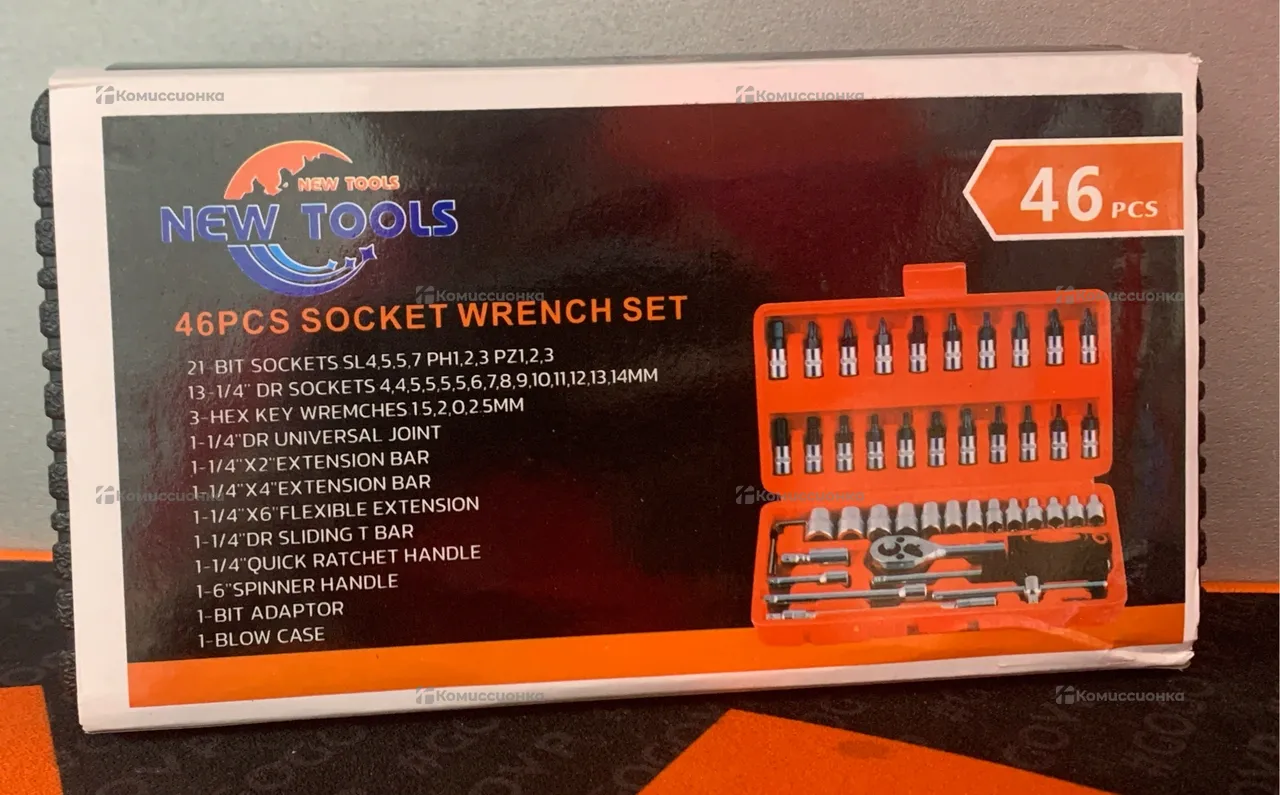 Комиссионка Комиссионка
NEW TOOLS
NEW TOOLS
46 PCS
Комиссионка Комиссионка
46PCS SOCKET WRENCH SET
21-BIT SOCKETS SL4,5,5,7 PH1,2,3 PZ1,2,3
13-1/4" DR SOCKETS 4,4,5,5,5,5,6,7,8,9,10,11,12,13,14MM
3-HEX KEY WREMCHES 1 5,2,0,2.5MM
1-1/4"DR UNIVERSAL JOINT
1-1/4"X2"EXTENSION BAR
1-1/4"X4"EXTENSION BAR
Комиссионка Комиссионка
1-1/4"X6"FLEXIBLE EXTENSION
1-1/4"DR SLIDING T BAR
1-1/4"QUICK RATCHET HANDLE
1-6"SPINNER HANDLE
1-BIT ADAPTOR
1-BLOW CASE
Комиссионка Комиссионка